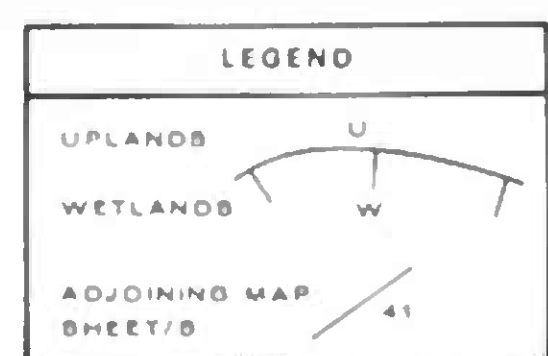 LEGEND
UPLANDS U
WETLANDS W
ADJOINING MAP
SHEET/S 41